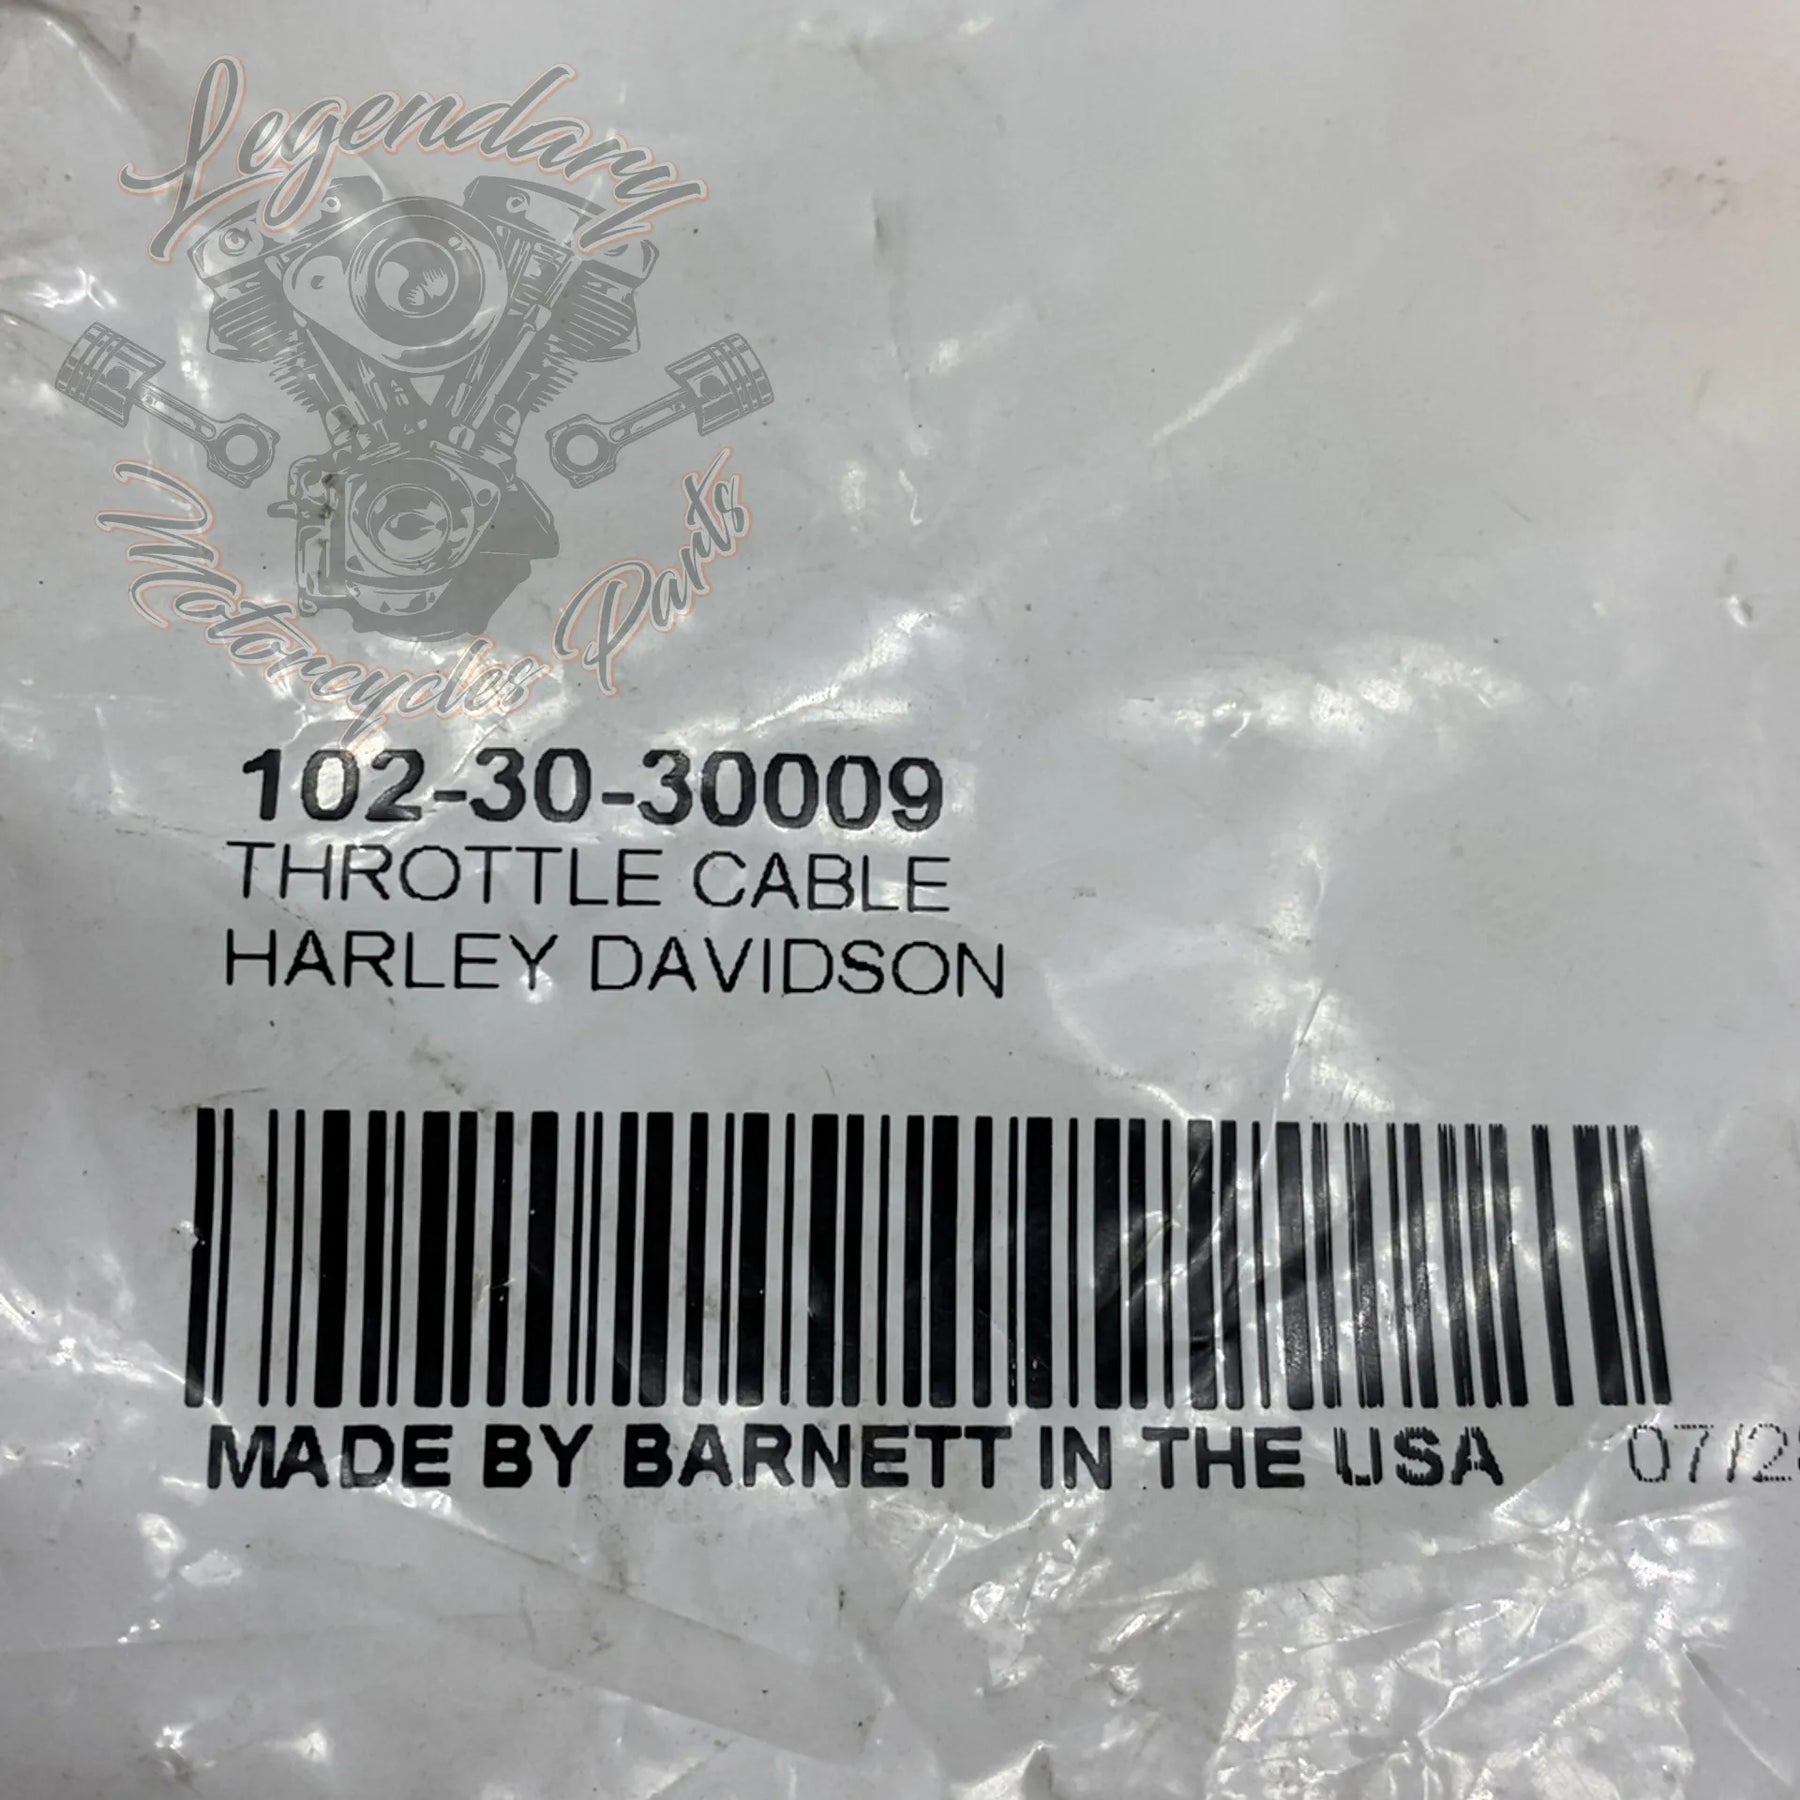 Legendary
Motorcycles Parts
102-30-30009
THROTTLE CABLE
HARLEY DAVIDSON
MADE BY BARNETT IN THE USA